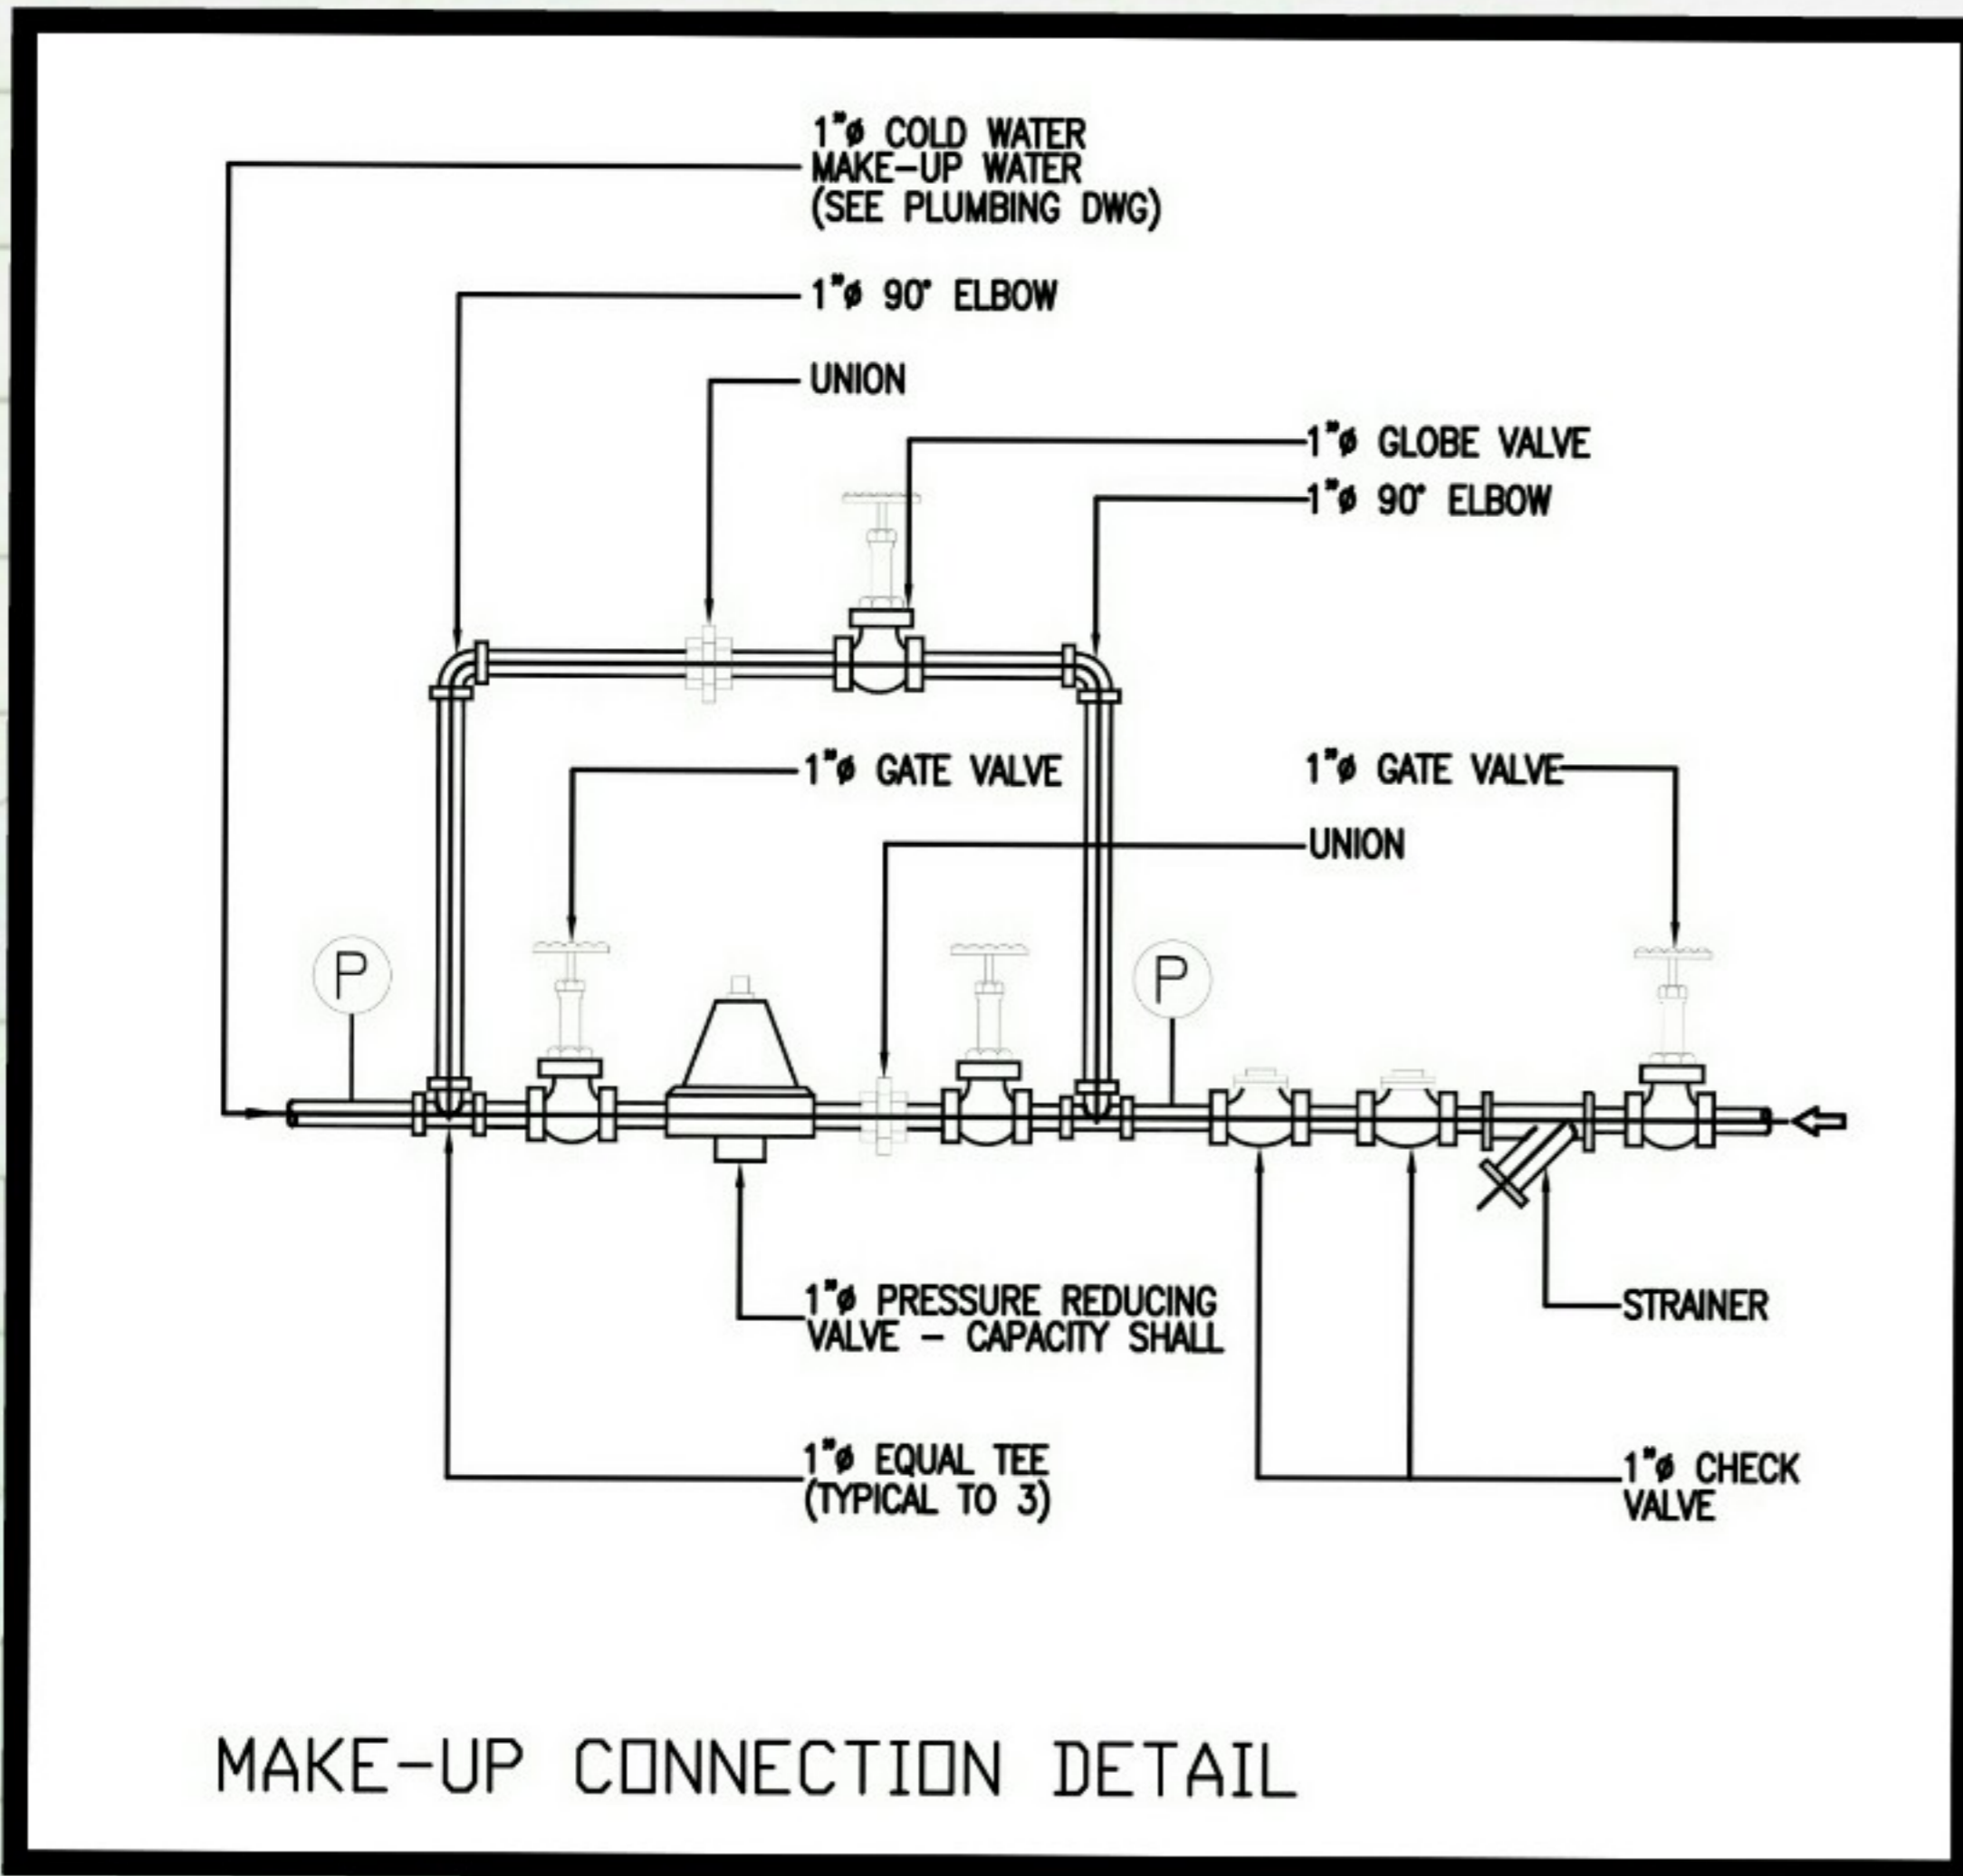 1"ø COLD WATER
MAKE-UP WATER
(SEE PLUMBING DWG)
1"ø 90° ELBOW
UNION
1"ø GLOBE VALVE
1"ø 90° ELBOW
1"ø GATE VALVE
1"ø GATE VALVE
UNION
P
P
1"ø PRESSURE REDUCING
VALVE - CAPACITY SHALL
STRAINER
1"ø EQUAL TEE
(TYPICAL TO 3)
1"ø CHECK
VALVE
MAKE-UP CONNECTION DETAIL